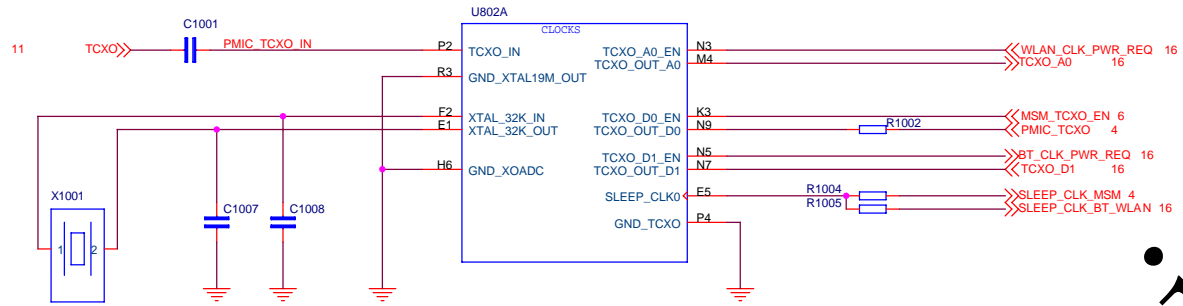 U802A
C1001
CLOCKS
11 TCXO PMIC_TCXO_IN P2 TCXO_IN TCXO_A0_EN N3 WLAN_CLK_PWR_REQ 16
TCXO_OUT_A0 M4 TCXO_A0 16
R3 GND_XTAL19M_OUT
F2 XTAL_32K_IN TCXO_D0_EN K3 MSM_TCXO_EN 6
E1 XTAL_32K_OUT TCXO_OUT_D0 N9 R1002 PMIC_TCXO 4
TCXO_D1_EN N5 BT_CLK_PWR_REQ 16
H6 GND_XOADC TCXO_OUT_D1 N7 TCXO_D1 16
X1001 SLEEP_CLK0 E5 R1004 SLEEP_CLK_MSM 4
C1007 C1008 R1005 SLEEP_CLK_BT_WLAN 16
GND_TCXO P4
1 2